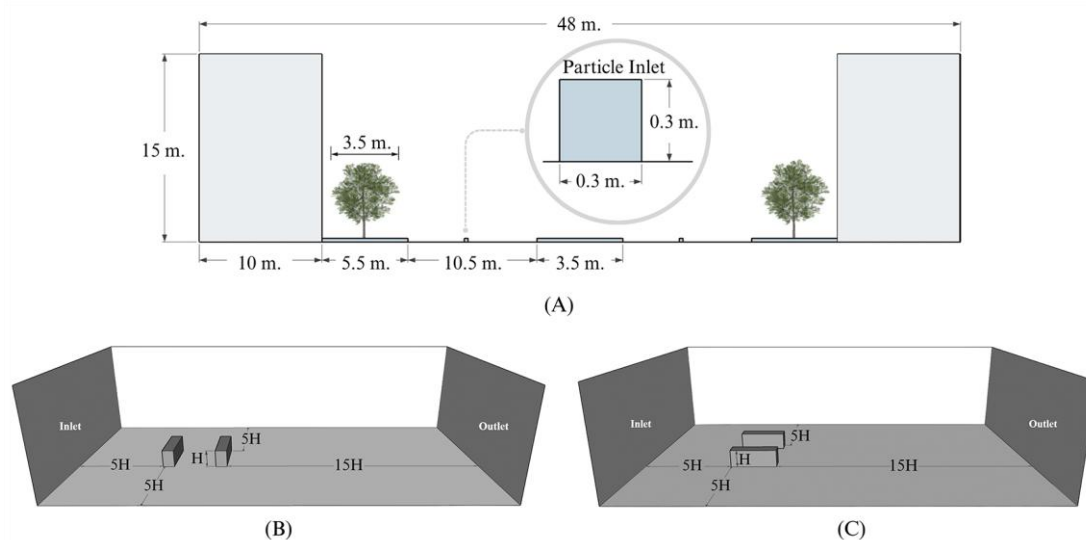 48 m.
Particle Inlet
15 m.
3.5 m.
0.3 m.
0.3 m.
10 m.
5.5 m.
10.5 m.
3.5 m.
(A)
Inlet
Outlet
5H
H
5H
15H
5H
(B)
Inlet
Outlet
5H
H
5H
15H
5H
(C)